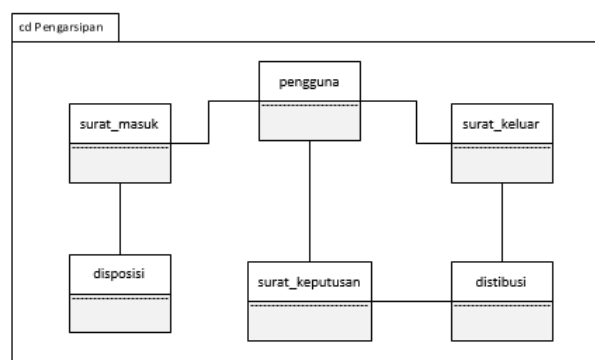 cd Pengarsipan
pengguna
surat_masuk
surat_keluar
disposisi
surat_keputusan
distibusi